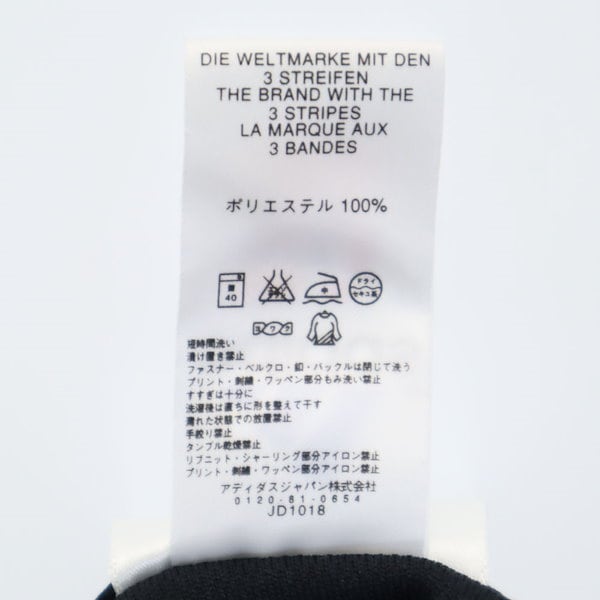 DIE WELTMARKE MIT DEN
3 STREIFEN
THE BRAND WITH THE
3 STRIPES
LA MARQUE AUX
3 BANDES
ポリエステル 100%
40
中
ドライ
セキユ系
ヨワク
短時間洗い
漬け置き禁止
ファスナー・ベルクロ・釦・バックルは閉じて洗う
プリント・刺繍・ワッペン部分もみ洗い禁止
すすぎは十分に
洗濯後は直ちに形を整えて干す
濡れた状態での放置禁止
手絞り禁止
タンブル乾燥禁止
リブニット・シャーリング部分アイロン禁止
プリント・刺繍・ワッペン部分アイロン禁止
アディダスジャパン株式会社
0120-81-0654
JD1018